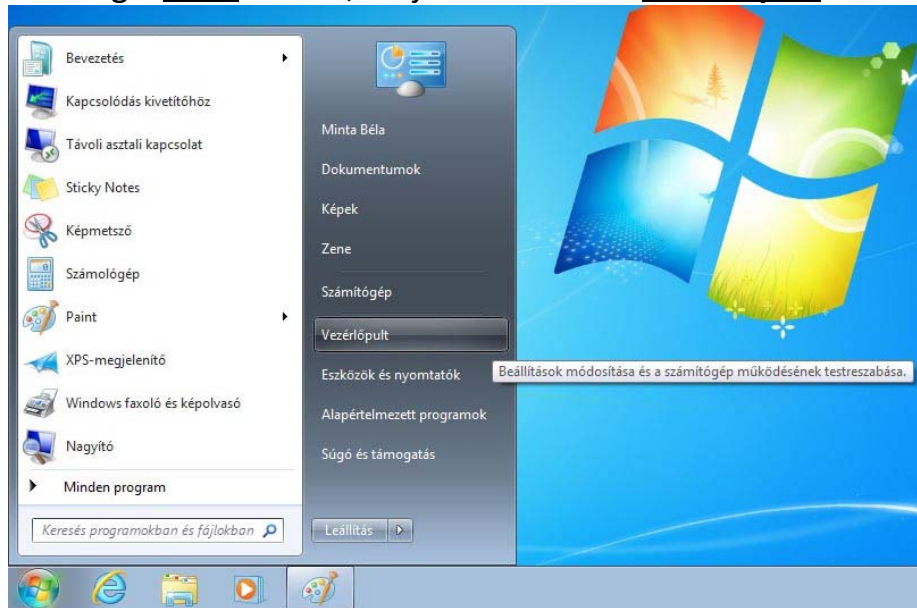 Bevezetés
Kapcsolódás kivetítőhöz
Távoli asztali kapcsolat
Sticky Notes
Képmetsző
Számológép
Paint
XPS-megjelenítő
Windows faxoló és képolvasó
Nagyító
Minden program
Keresés programokban és fájlokban
Minta Béla
Dokumentumok
Képek
Zene
Számítógép
Vezérlőpult
Eszközök és nyomtatók
Alapértelmezett programok
Súgó és támogatás
Leállítás
Beállítások módosítása és a számítógép működésének testreszabása.